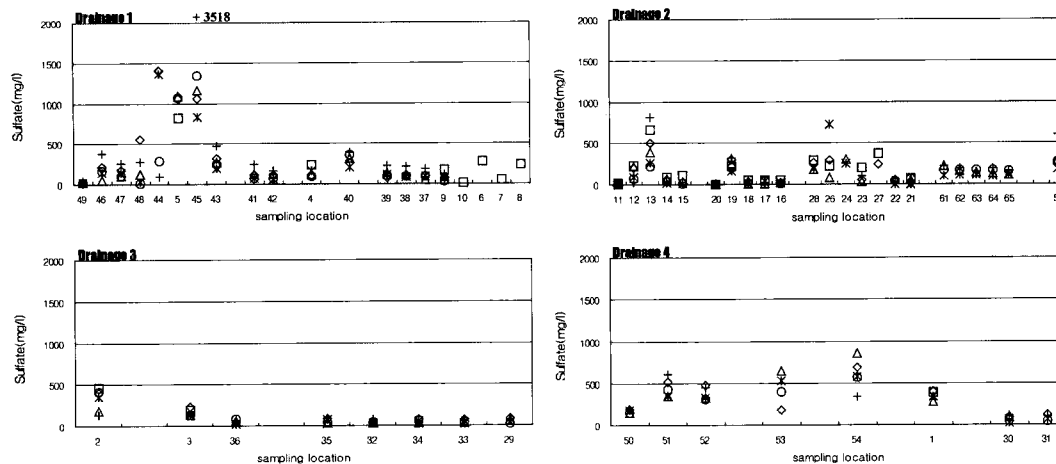 Drainage 1
+ 3518
Sulfate(mg/l)
2000
1500
1000
500
0
49 46 47 48 44 5 45 43 41 42 4 40 39 38 37 9 10 6 7 8
sampling location
Drainage 2
Sulfate(mg/l)
2000
1500
1000
500
0
11 12 13 14 15 20 19 18 17 16 28 26 24 23 27 22 21 61 62 63 64 65
sampling location
Drainage 3
Sulfate(mg/l)
2000
1500
1000
500
0
2 3 36 35 32 34 33 29
sampling location
Drainage 4
Sulfate(mg/l)
2000
1500
1000
500
0
50 51 52 53 54 1 30 31
sampling location